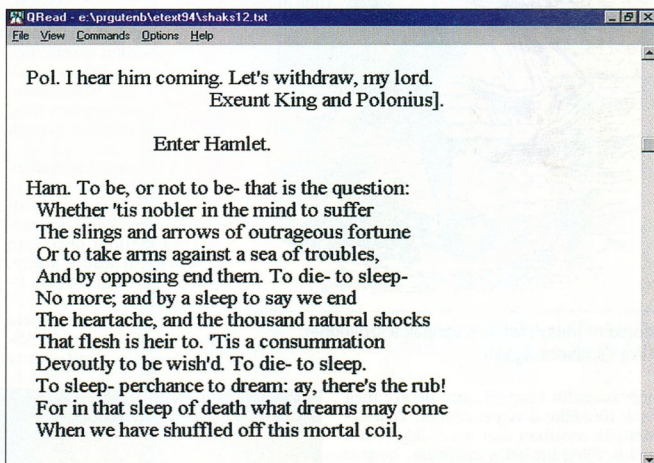 QRead - e:\prgutenb\etext94\shaks12.txt
File View Commands Options Help
Pol. I hear him coming. Let's withdraw, my lord.
Exeunt King and Polonius].
Enter Hamlet.
Ham. To be, or not to be- that is the question:
Whether 'tis nobler in the mind to suffer
The slings and arrows of outrageous fortune
Or to take arms against a sea of troubles,
And by opposing end them. To die- to sleep-
No more; and by a sleep to say we end
The heartache, and the thousand natural shocks
That flesh is heir to. 'Tis a consummation
Devoutly to be wish'd. To die- to sleep.
To sleep- perchance to dream: ay, there's the rub!
For in that sleep of death what dreams may come
When we have shuffled off this mortal coil,